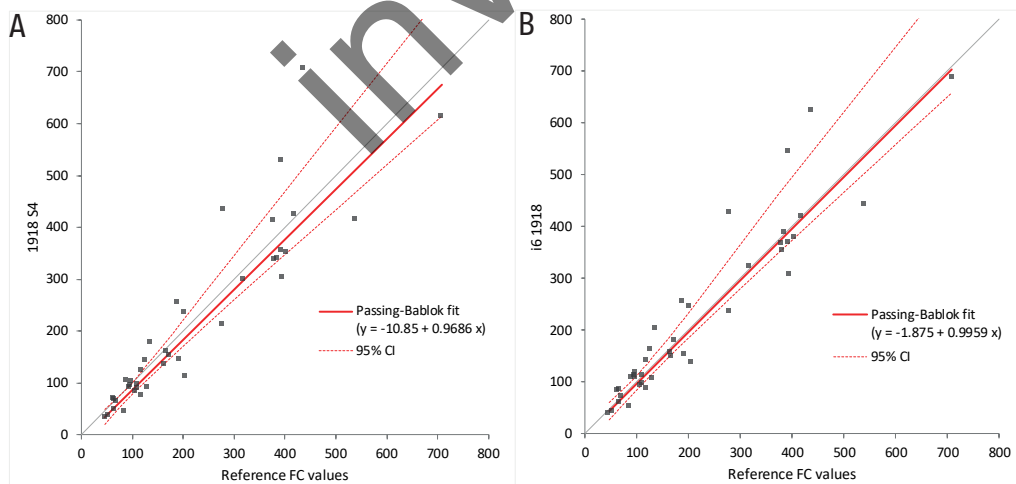 A
800
700
600
500
400
300
200
100
0
1918 S4
0 100 200 300 400 500 600 700 800
Reference FC values
Passing-Bablok fit
(y = -10.85 + 0.9686 x)
95% CI
B
800
700
600
500
400
300
200
100
0
i6 1918
0 100 200 300 400 500 600 700 800
Reference FC values
Passing-Bablok fit
(y = -1.875 + 0.9959 x)
95% CI